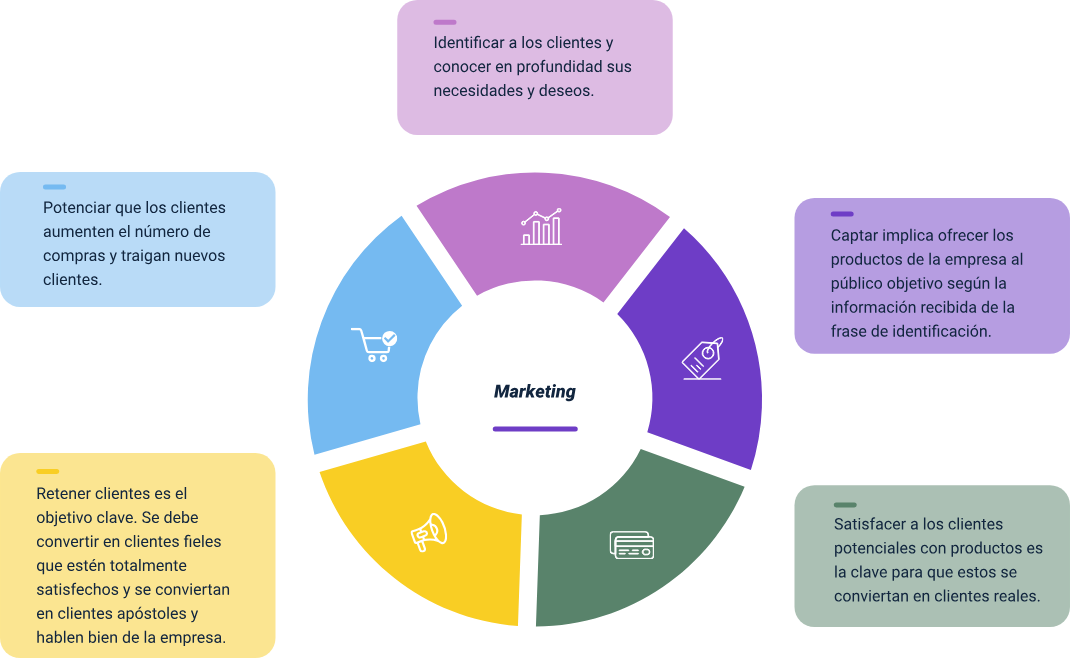 Identificar a los clientes y
conocer en profundidad sus
necesidades y deseos.
Potenciar que los clientes
aumenten el número de
compras y traigan nuevos
clientes.
Captar implica ofrecer los
productos de la empresa al
público objetivo según la
información recibida de la
frase de identificación.
Marketing
Retener clientes es el
objetivo clave. Se debe
convertir en clientes fieles
que estén totalmente
satisfechos y se conviertan
en clientes apóstoles y
hablen bien de la empresa.
Satisfacer a los clientes
potenciales con productos es
la clave para que estos se
conviertan en clientes reales.